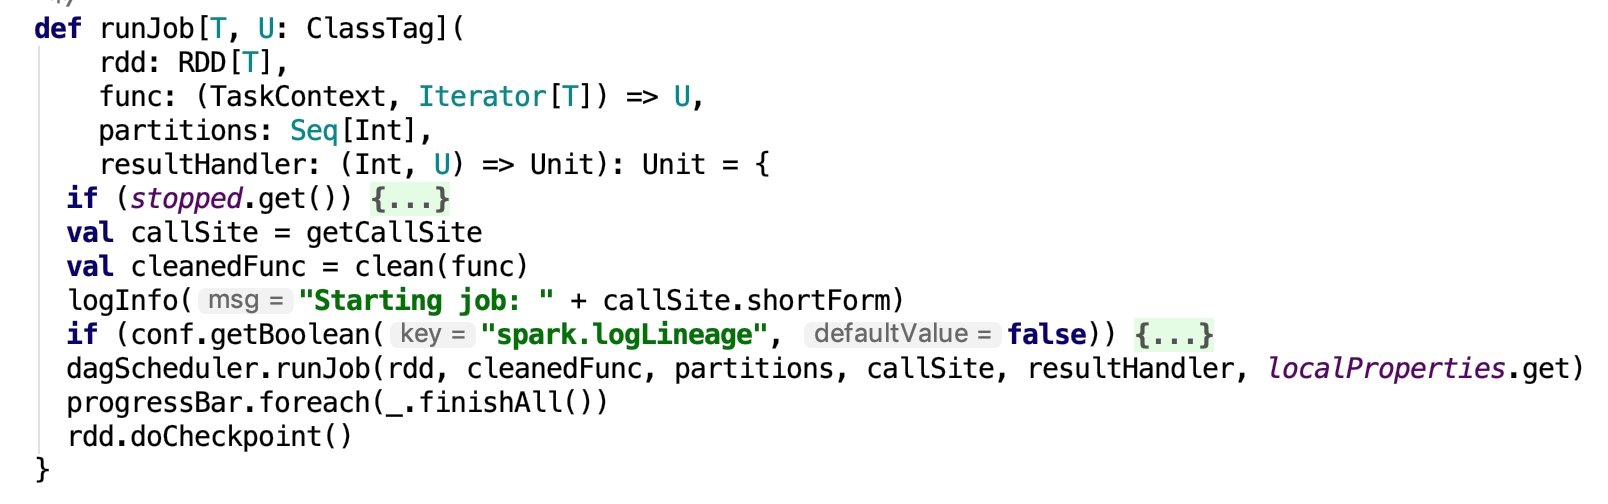 def runJob[T, U: ClassTag](
    rdd: RDD[T],
    func: (TaskContext, Iterator[T]) => U,
    partitions: Seq[Int],
    resultHandler: (Int, U) => Unit): Unit = {
  if (stopped.get()) {...}
  val callSite = getCallSite
  val cleanedFunc = clean(func)
  logInfo( msg = "Starting job: " + callSite.shortForm)
  if (conf.getBoolean( key = "spark.logLineage", defaultValue = false)) {...}
  dagScheduler.runJob(rdd, cleanedFunc, partitions, callSite, resultHandler, localProperties.get)
  progressBar.foreach(_.finishAll())
  rdd.doCheckpoint()
}